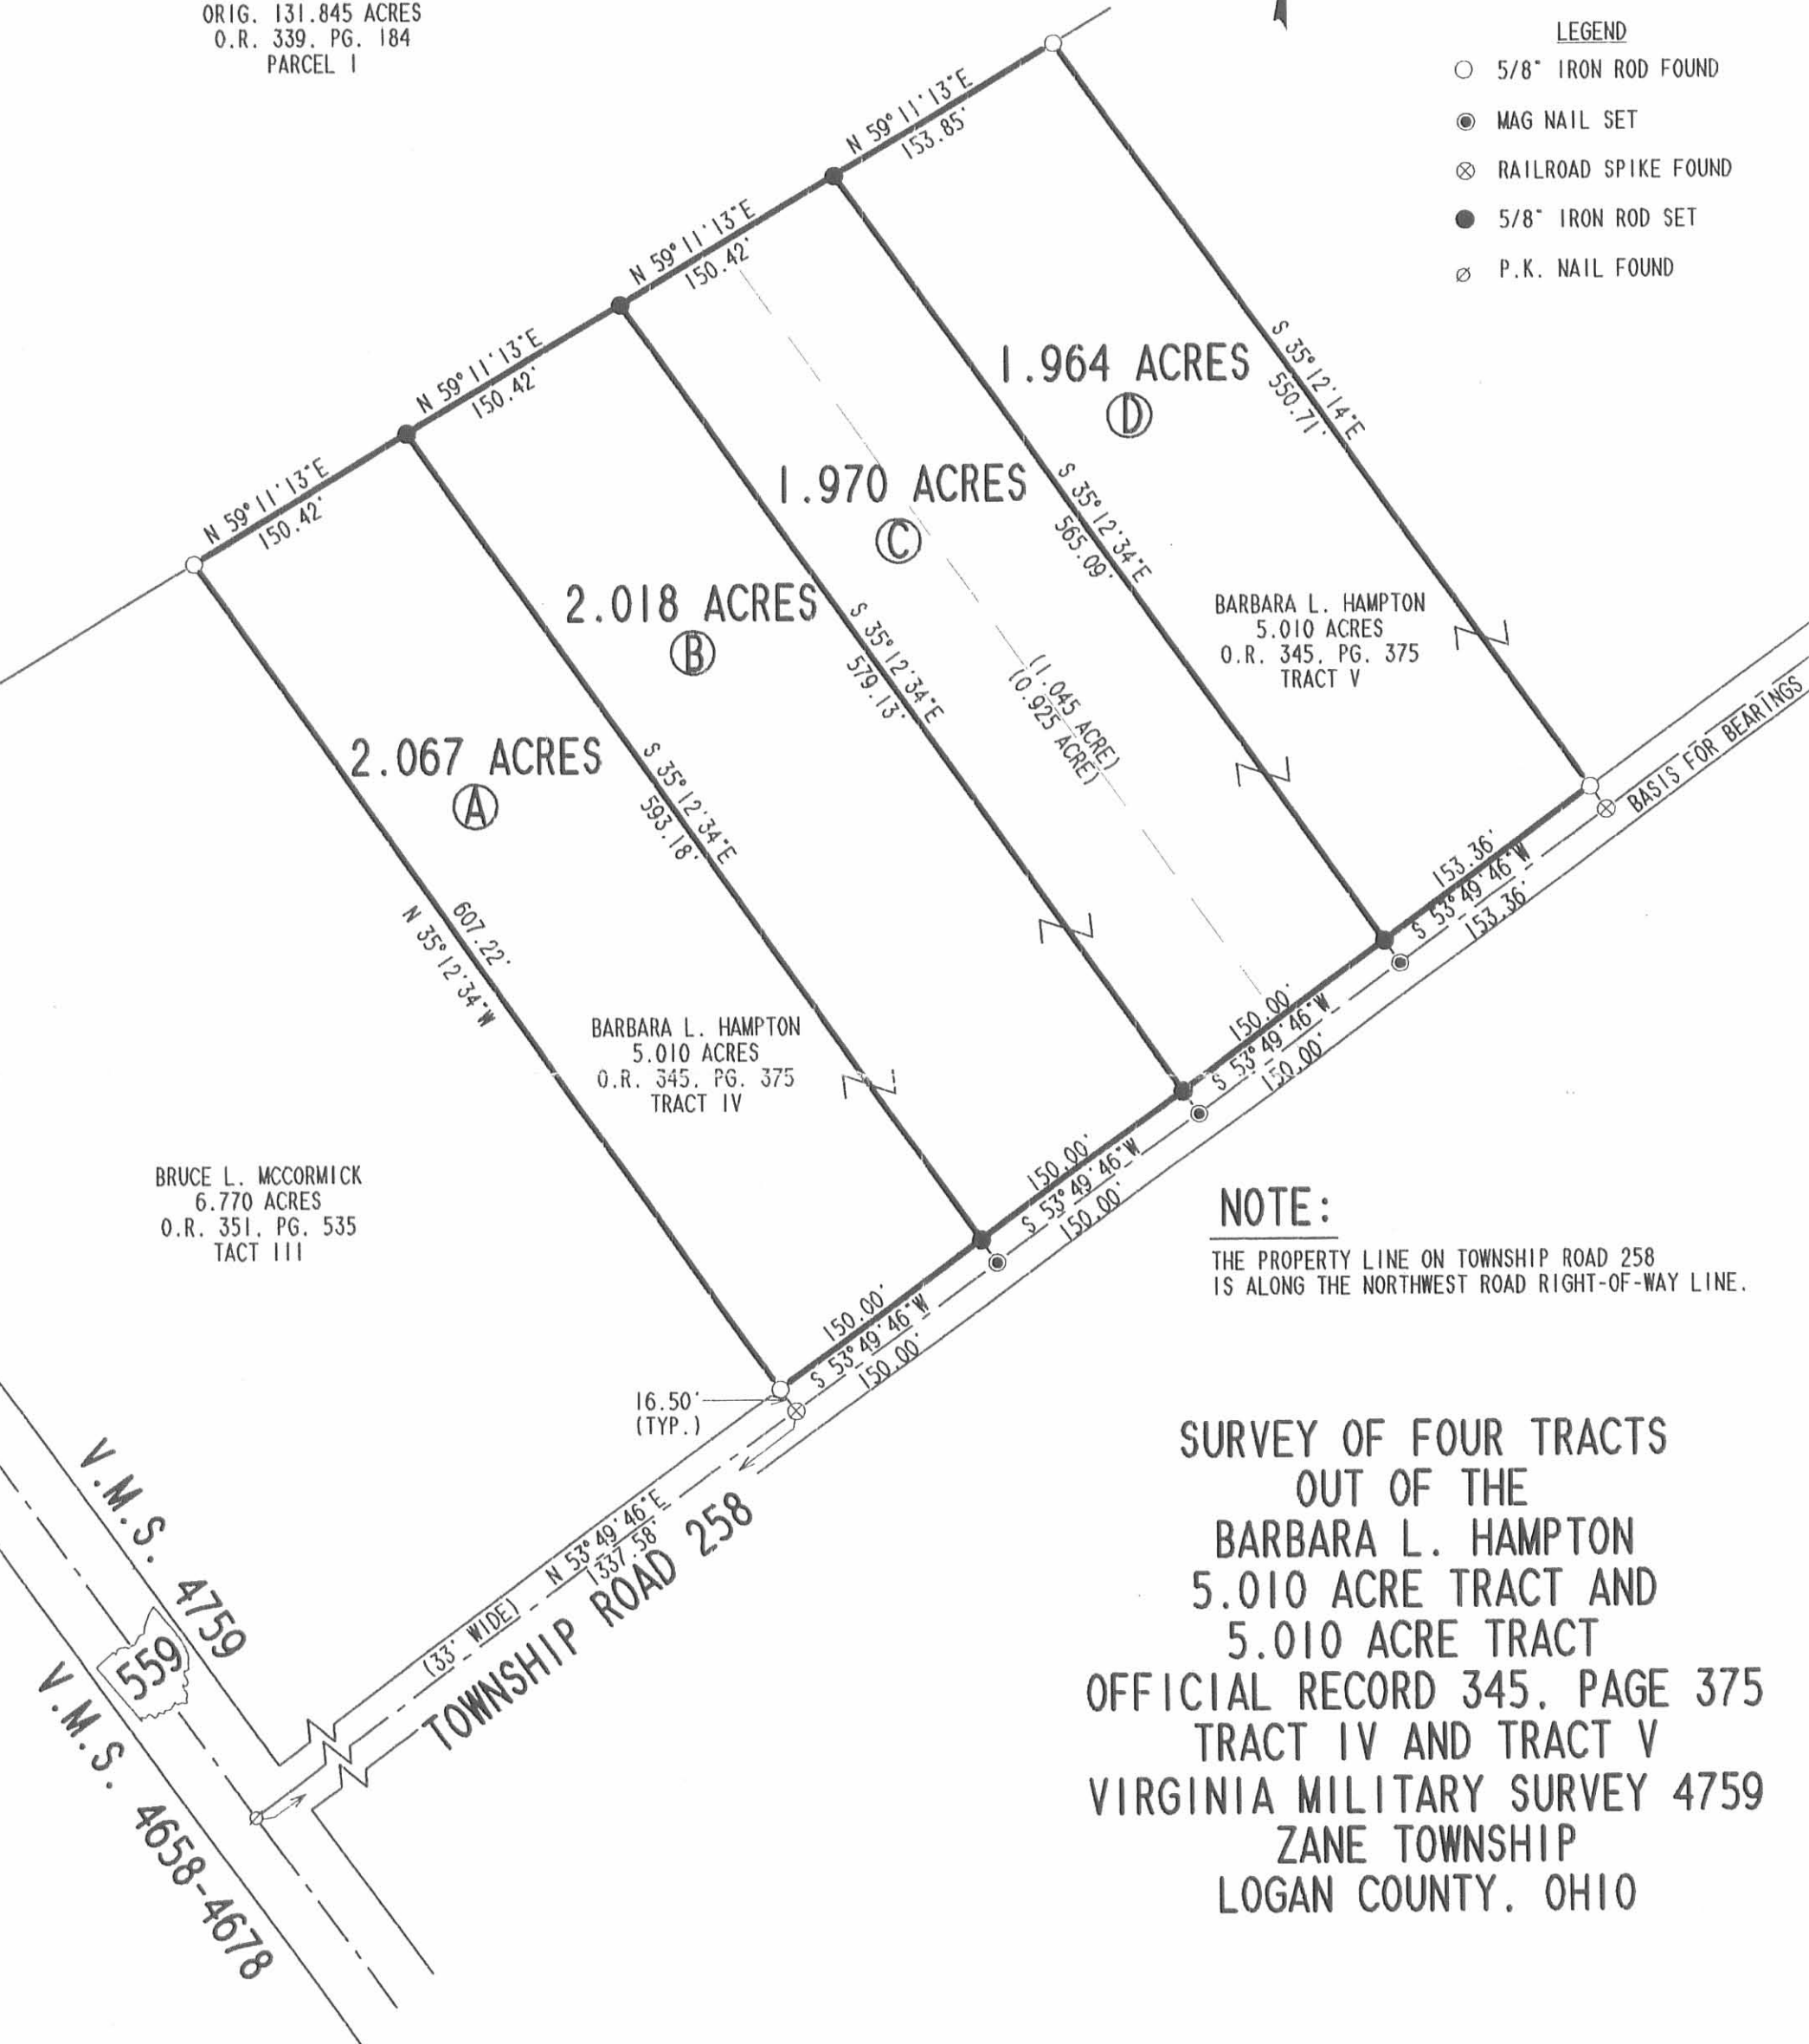 ORIG. 131.845 ACRES
O.R. 339, PG. 184
PARCEL I
LEGEND
5/8" IRON ROD FOUND
MAG NAIL SET
RAILROAD SPIKE FOUND
5/8" IRON ROD SET
P.K. NAIL FOUND
N 59°11'13"E
153.85'
N 59°11'13"E
150.42'
N 59°11'13"E
150.42'
N 59°11'13"E
150.42'
1.964 ACRES
D
S 35°12'14"E
550.71'
1.970 ACRES
C
S 35°12'34"E
565.09'
2.018 ACRES
B
S 35°12'34"E
579.13'
(1.045 ACRE)
(0.925 ACRE)
BARBARA L. HAMPTON
5.010 ACRES
O.R. 345, PG. 375
TRACT V
2.067 ACRES
A
S 35°12'34"E
593.18'
607.22'
N 35°12'34"W
BASIS FOR BEARINGS
153.36'
S 53°49'46"W
153.36'
150.00'
S 53°49'46"W
150.00'
150.00'
S 53°49'46"W
150.00'
150.00'
S 53°49'46"W
150.00'
BARBARA L. HAMPTON
5.010 ACRES
O.R. 345, PG. 375
TRACT IV
BRUCE L. MCCORMICK
6.770 ACRES
O.R. 351, PG. 535
TACT III
NOTE:
THE PROPERTY LINE ON TOWNSHIP ROAD 258
IS ALONG THE NORTHWEST ROAD RIGHT-OF-WAY LINE.
16.50'
(TYP.)
N 53°49'46"E
1337.58'
(33' WIDE)
TOWNSHIP ROAD 258
V.M.S. 4759
559
V.M.S. 4658-4678
SURVEY OF FOUR TRACTS
OUT OF THE
BARBARA L. HAMPTON
5.010 ACRE TRACT AND
5.010 ACRE TRACT
OFFICIAL RECORD 345, PAGE 375
TRACT IV AND TRACT V
VIRGINIA MILITARY SURVEY 4759
ZANE TOWNSHIP
LOGAN COUNTY, OHIO